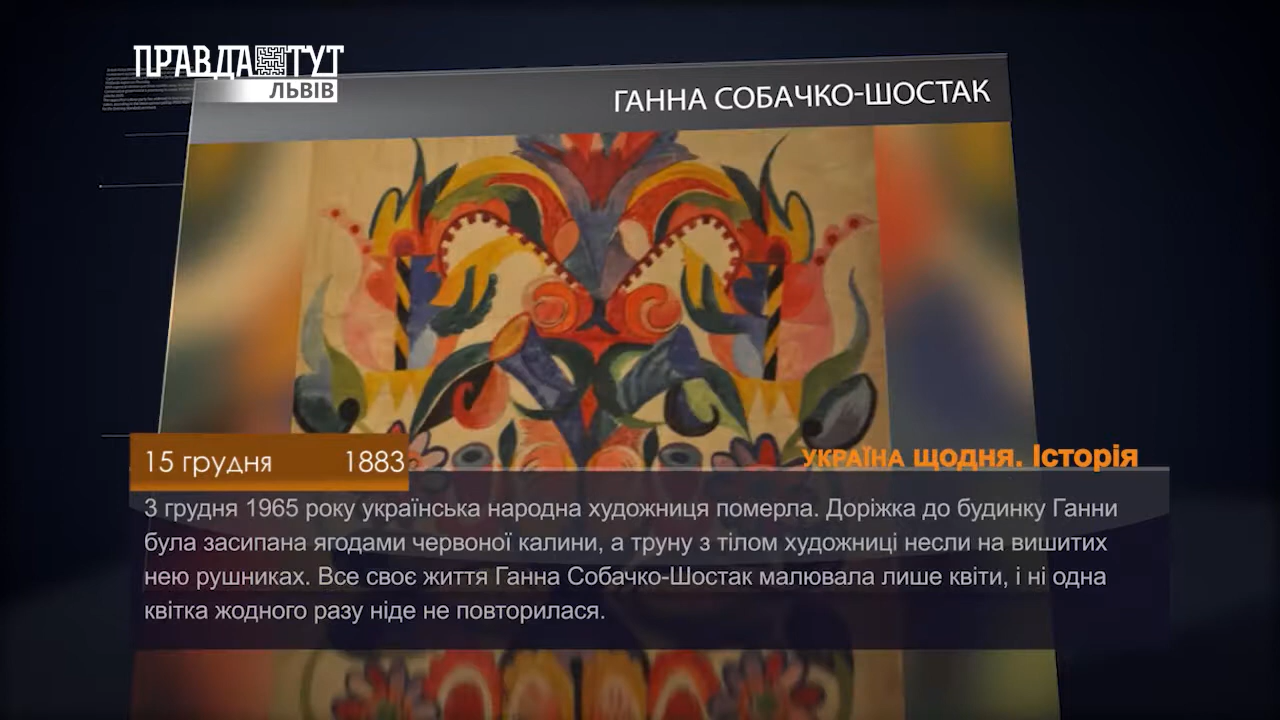 ПРАВДА ТУТ
ЛЬВІВ
ГАННА СОБАЧКО-ШОСТАК
15 грудня 1883
УКРАЇНА щодня. Історія
3 грудня 1965 року українська народна художниця померла. Доріжка до будинку Ганни
була засипана ягодами червоної калини, а труну з тілом художниці несли на вишитих
нею рушниках. Все своє життя Ганна Собачко-Шостак малювала лише квіти, і ні одна
квітка жодного разу ніде не повторилася.